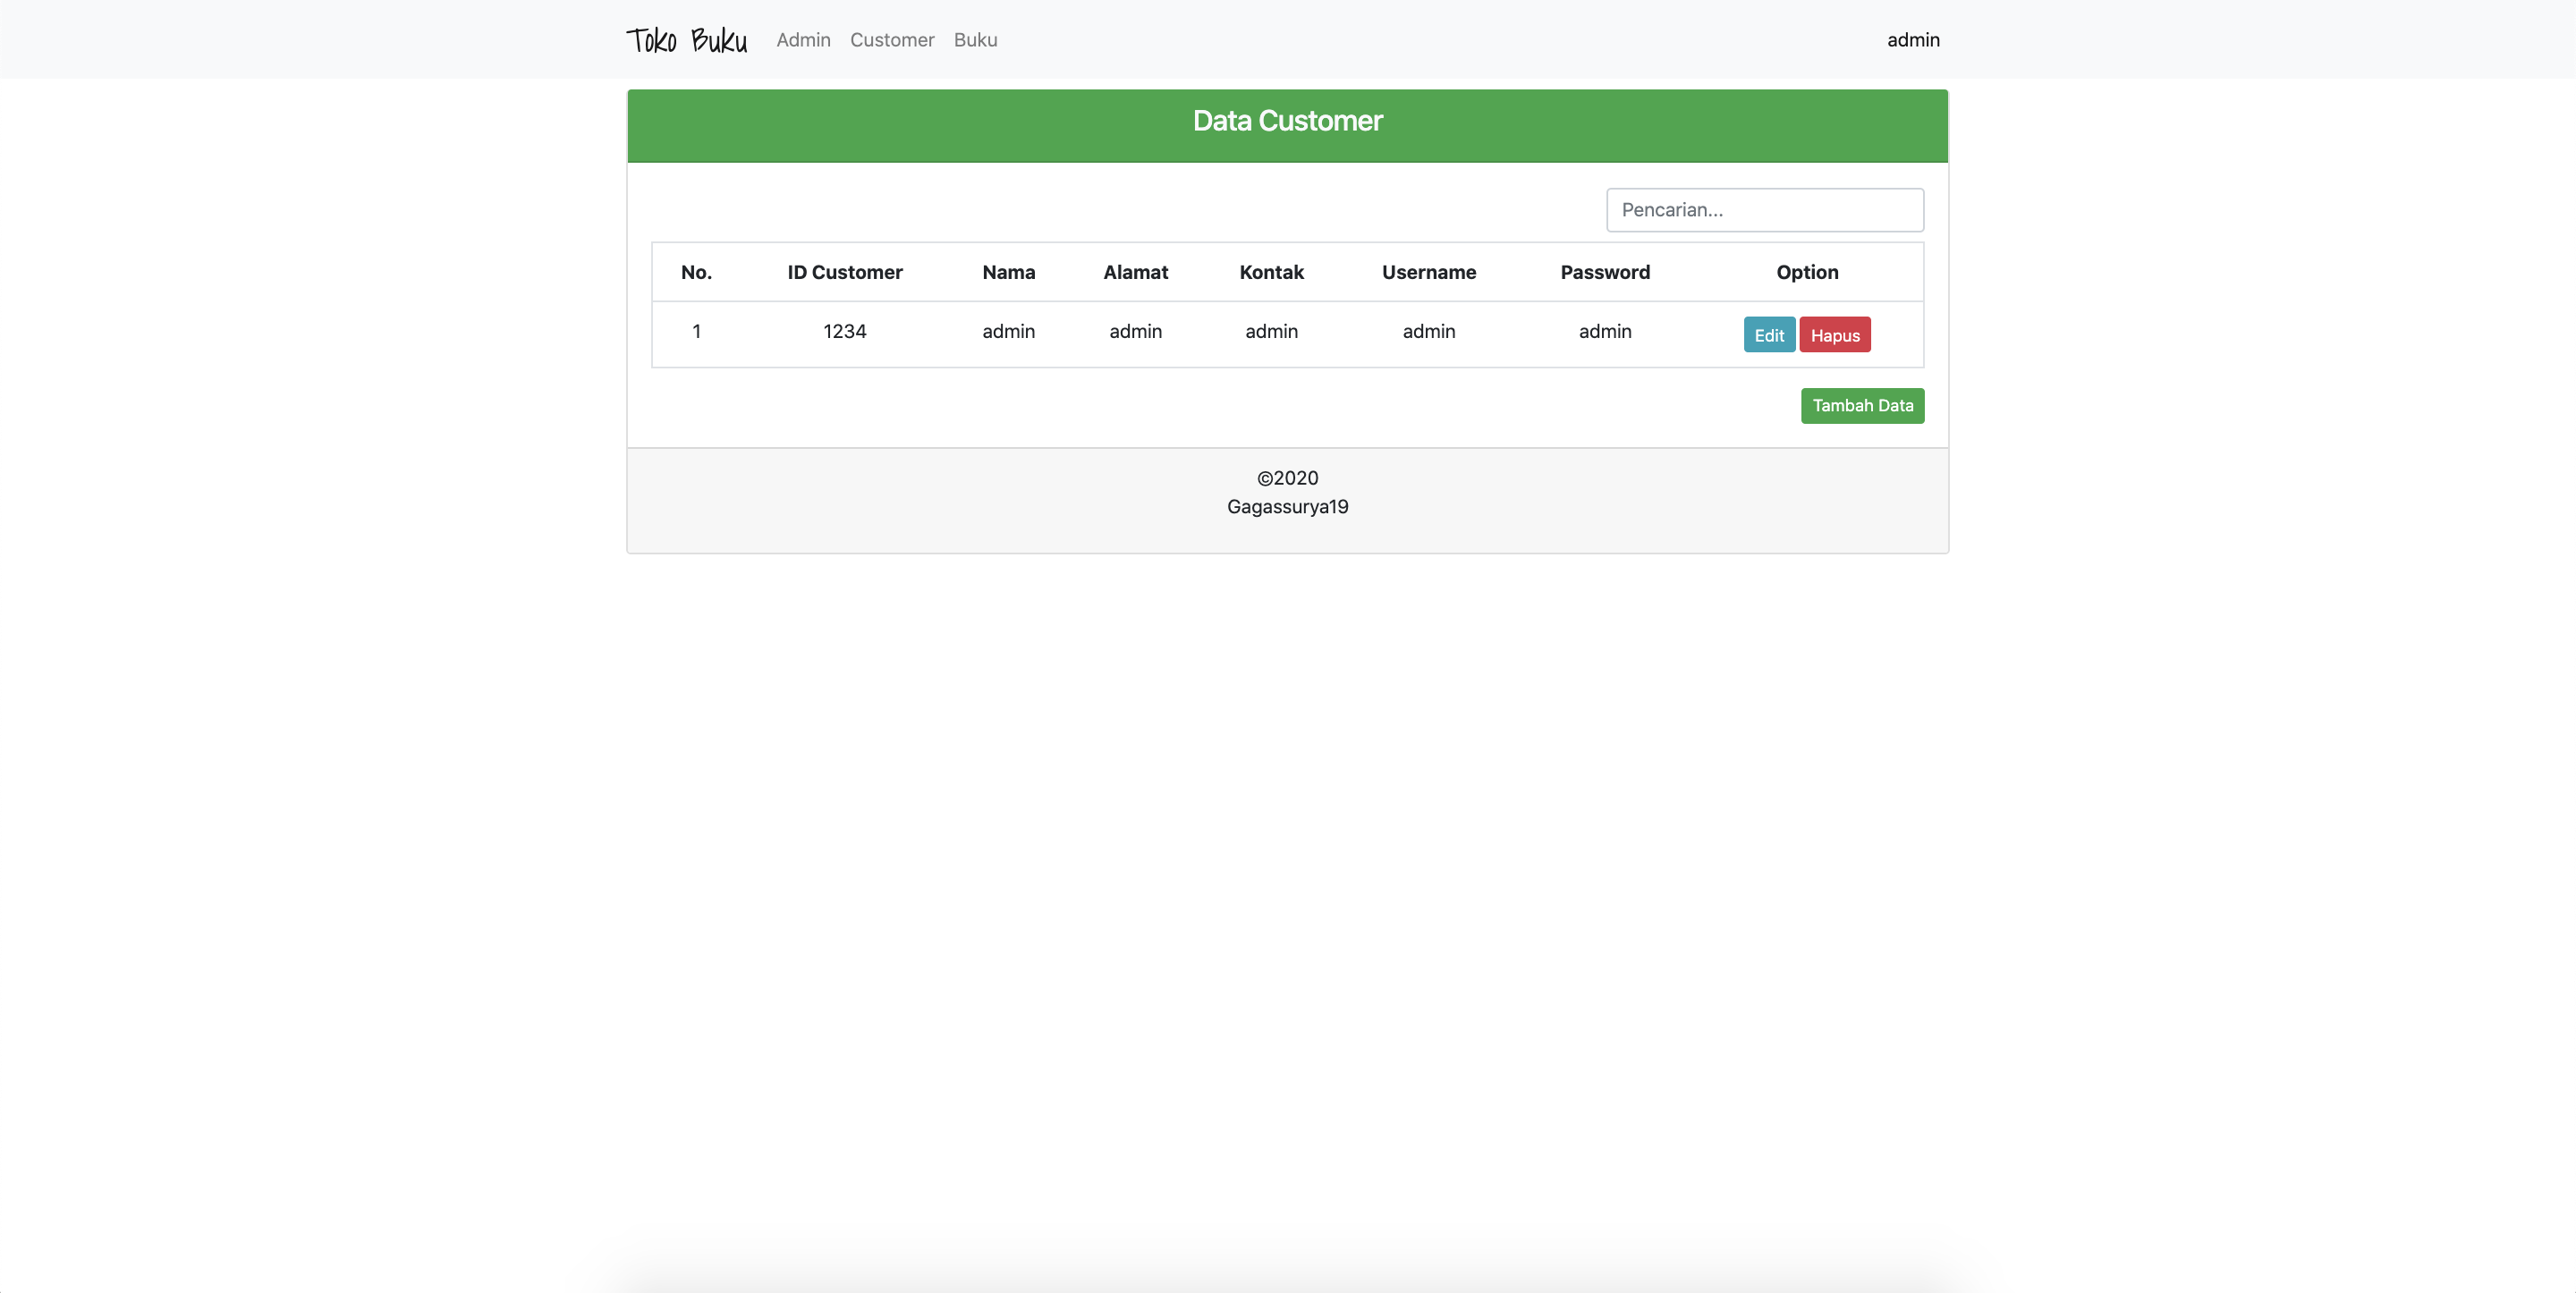 Toko Buku Admin Customer Buku admin
Data Customer
Pencarian...
No. ID Customer Nama Alamat Kontak Username Password Option
1 1234 admin admin admin admin admin Edit Hapus
Tambah Data
©2020
Gagassurya19